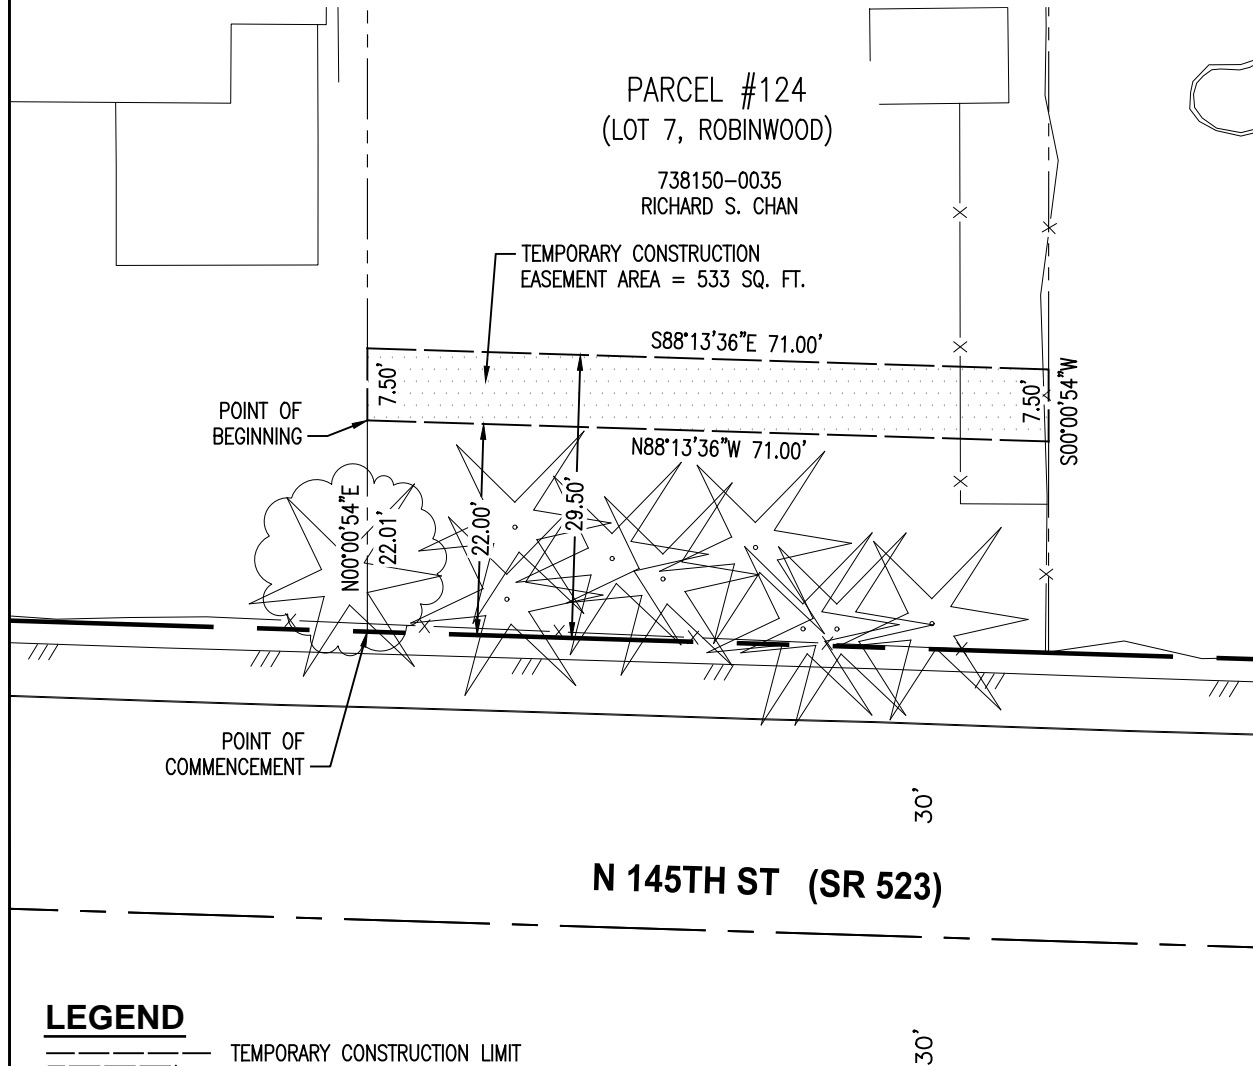 PARCEL #124
(LOT 7, ROBINWOOD)
738150-0035
RICHARD S. CHAN
TEMPORARY CONSTRUCTION
EASEMENT AREA = 533 SQ. FT.
S88°13'36"E 71.00'
7.50'
7.50'
S00°00'54"W
POINT OF
BEGINNING
N88°13'36"W 71.00'
N00°00'54"E
22.01'
22.00'
29.50'
POINT OF
COMMENCEMENT
30'
N 145TH ST (SR 523)
LEGEND
TEMPORARY CONSTRUCTION LIMIT
30'